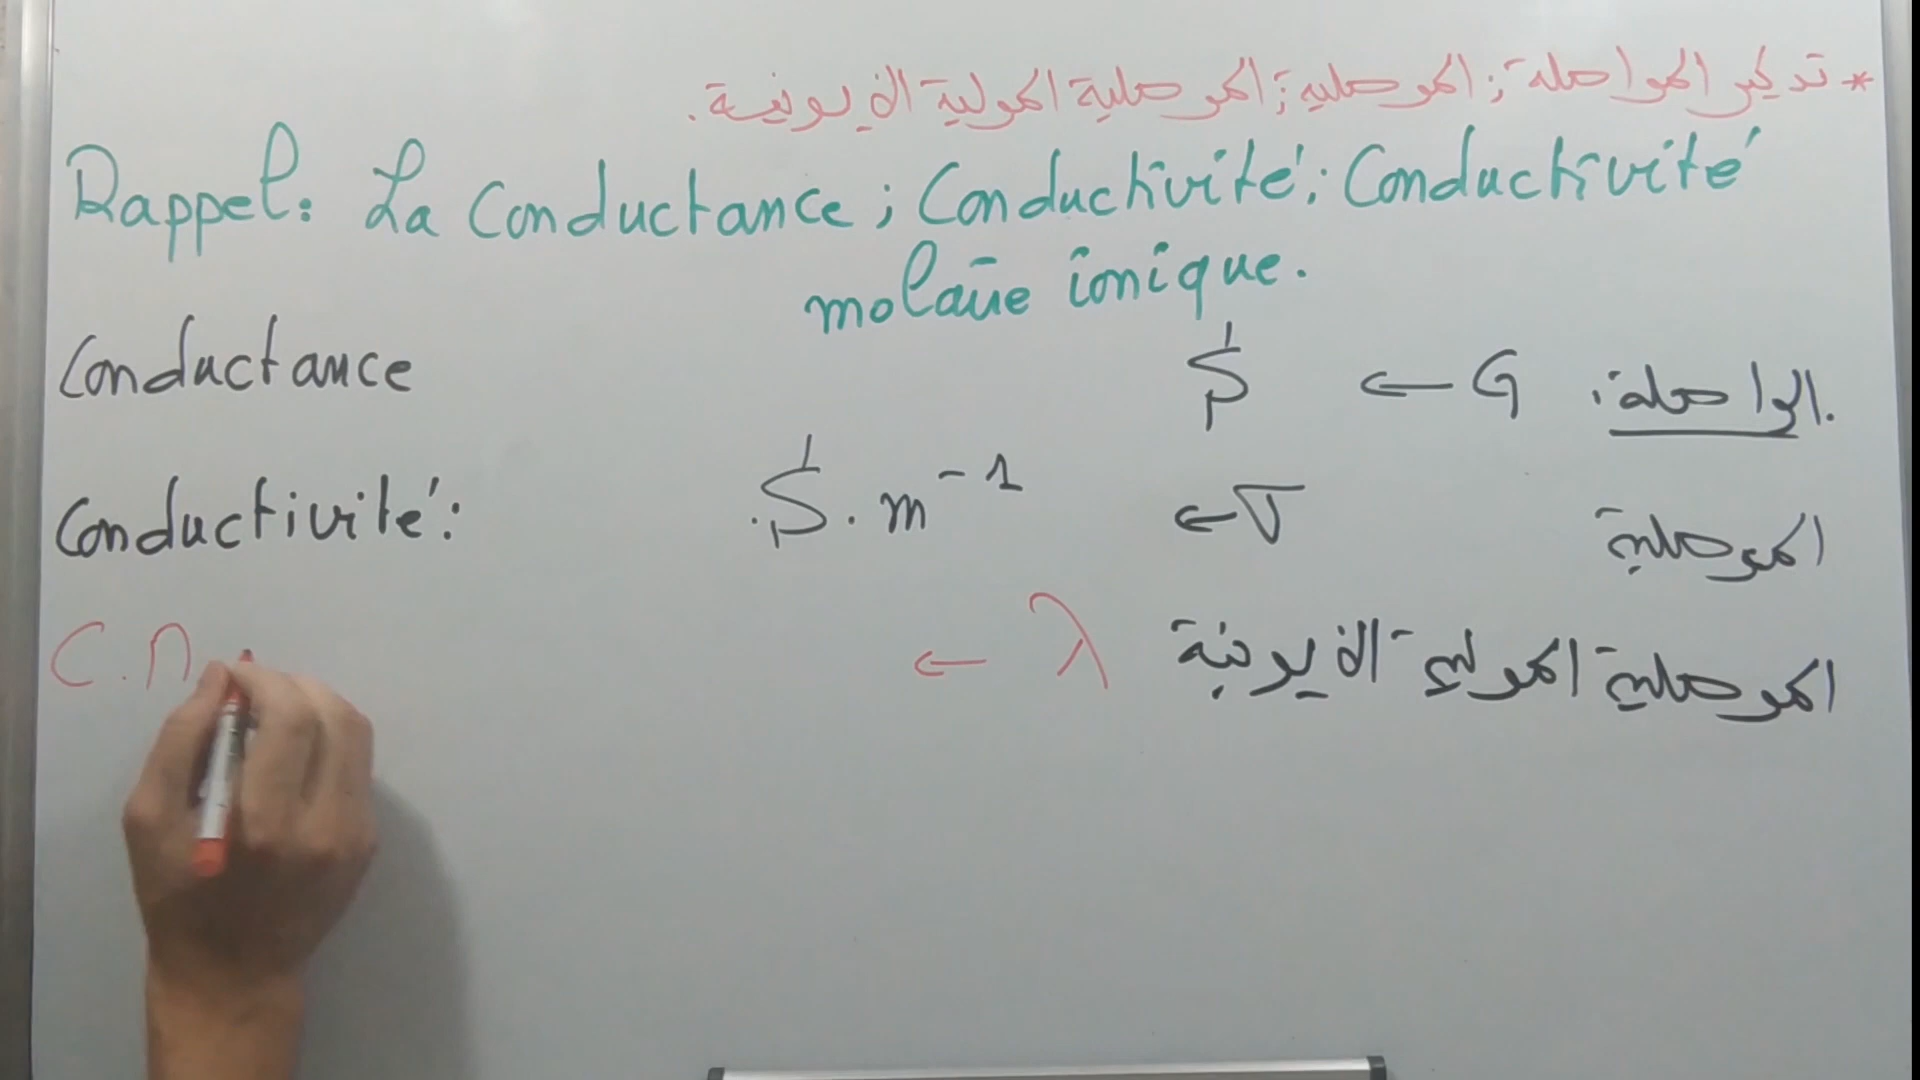 * تذكير المواصلة ; الموصلية ; الموصلية المولية الأيونية.
Rappel: La Conductance ; Conductivité ; Conductivité
molaire ionique.
Conductance S ← G المواصلة:
Conductivité: S.m⁻¹ ← σ الموصلية
C.M ← λ الموصلية المولية الأيونية